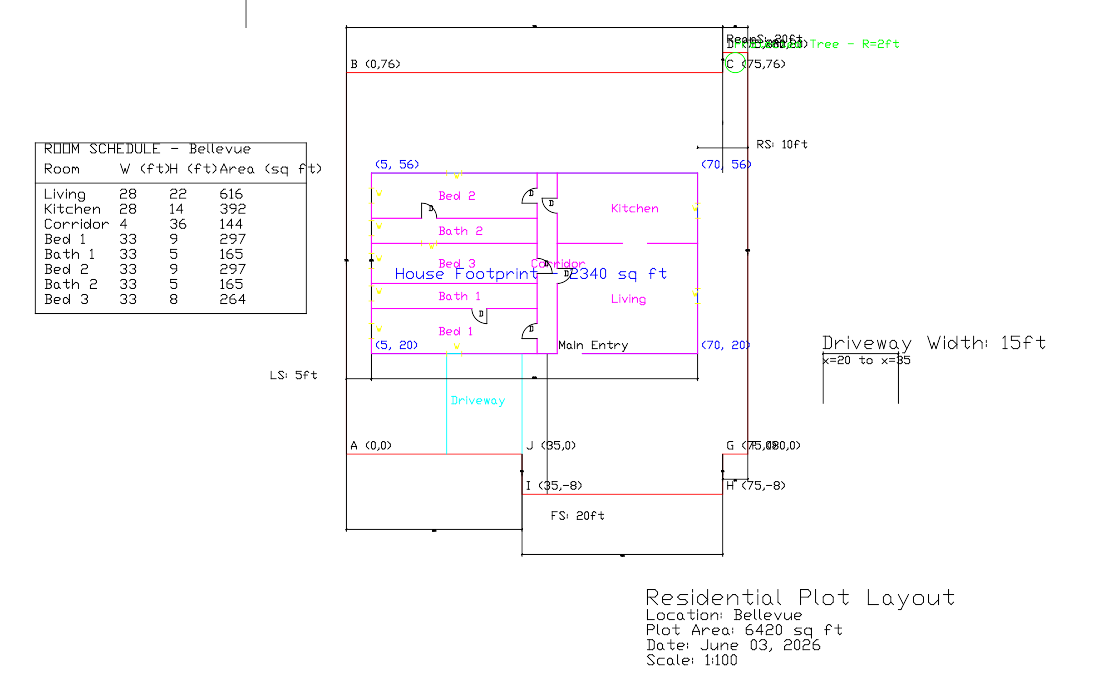 RearS: 20ft
Tree - R=2ft
B (0,76)
C (75,76)
RS: 10ft
ROOM SCHEDULE - Bellevue
Room W (ft) H (ft) Area (sq ft)
Living 28 22 616
Kitchen 28 14 392
Corridor 4 36 144
Bed 1 33 9 297
Bath 1 33 5 165
Bed 2 33 9 297
Bath 2 33 5 165
Bed 3 33 8 264
(5, 56)
(70, 56)
Bed 2
D
D
D
Kitchen
Bath 2
Bed 3
Corridor
D
D
House Footprint 2340 sq ft
Bath 1
Living
D
D
Bed 1
(5, 20)
Main Entry
(70, 20)
Driveway Width: 15ft
x=20 to x=35
LS: 5ft
Driveway
A (0,0)
J (35,0)
G (75,0)
I (35,-8)
H (75,-8)
FS: 20ft
Residential Plot Layout
Location: Bellevue
Plot Area: 6420 sq ft
Date: June 03, 2026
Scale: 1:100